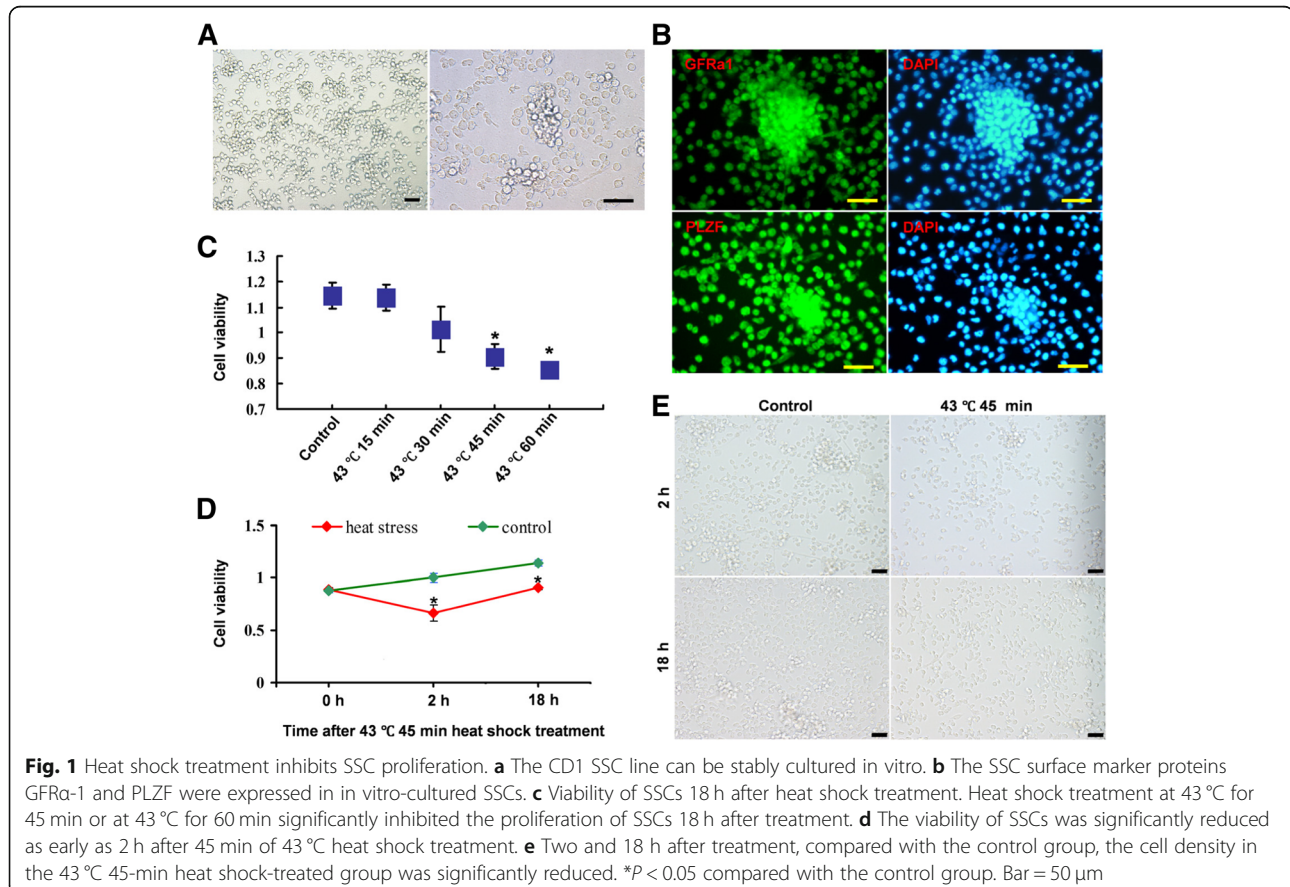 A
B
GFRa1
DAPI
PLZF
DAPI
C
Cell viability
1.3
1.2
1.1
1
0.9
0.8
0.7
*
*
Control
43 °C 15 min
43 °C 30 min
43 °C 45 min
43 °C 60 min
D
Cell viability
1.5
1
0.5
0
heat stress
control
*
*
0 h
2 h
18 h
Time after 43 °C 45 min heat shock treatment
E
Control
43 °C 45 min
2 h
18 h
Fig. 1 Heat shock treatment inhibits SSC proliferation. a The CD1 SSC line can be stably cultured in vitro. b The SSC surface marker proteins
GFRα-1 and PLZF were expressed in in vitro-cultured SSCs. c Viability of SSCs 18 h after heat shock treatment. Heat shock treatment at 43 °C for
45 min or at 43 °C for 60 min significantly inhibited the proliferation of SSCs 18 h after treatment. d The viability of SSCs was significantly reduced
as early as 2 h after 45 min of 43 °C heat shock treatment. e Two and 18 h after treatment, compared with the control group, the cell density in
the 43 °C 45-min heat shock-treated group was significantly reduced. *P < 0.05 compared with the control group. Bar = 50 μm